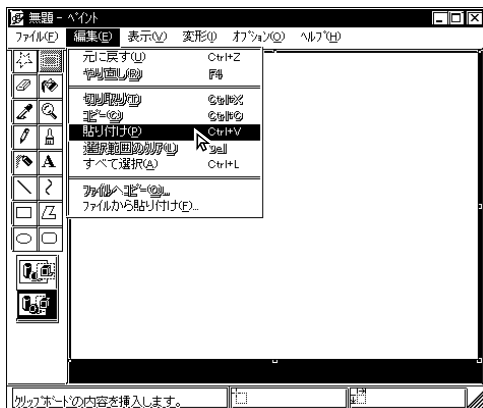 無題 - ペイント
ファイル(F) 編集(E) 表示(V) 変形(I) オプション(O) ヘルプ(H)
元に戻す(U) Ctrl+Z
やり直し(R) F4
切り取り(T) Ctrl+X
コピー(C) Ctrl+C
貼り付け(P) Ctrl+V
選択範囲のクリア(L) Del
すべて選択(A) Ctrl+L
ファイルへコピー(O)...
ファイルから貼り付け(F)...
A
クリップボードの内容を挿入します。